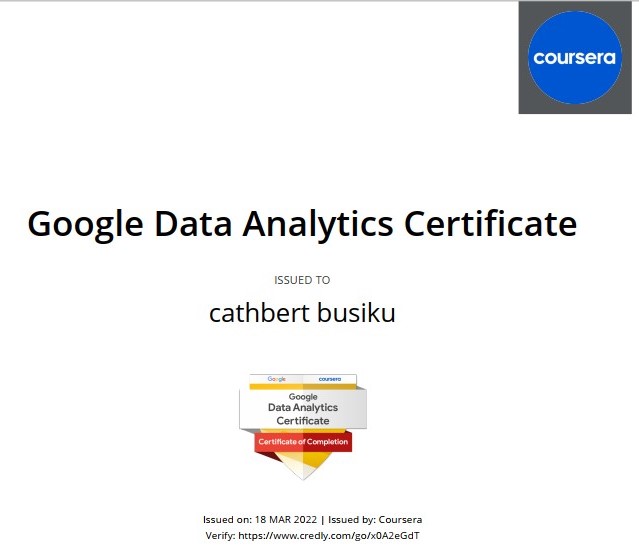 coursera
Google Data Analytics Certificate
ISSUED TO
cathbert busiku
Google coursera
Google
Data Analytics
Certificate
Certificate of Completion
Issued on: 18 MAR 2022 | Issued by: Coursera
Verify: https://www.credly.com/go/x0A2eGdT